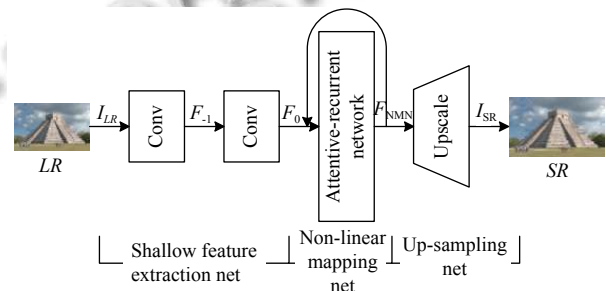 I_LR
Conv
F_-1
Conv
F_0
Attentive-recurrent
network
F_NMN
Upscale
I_SR
LR
SR
Shallow feature
extraction net
Non-linear
mapping
net
Up-sampling
net